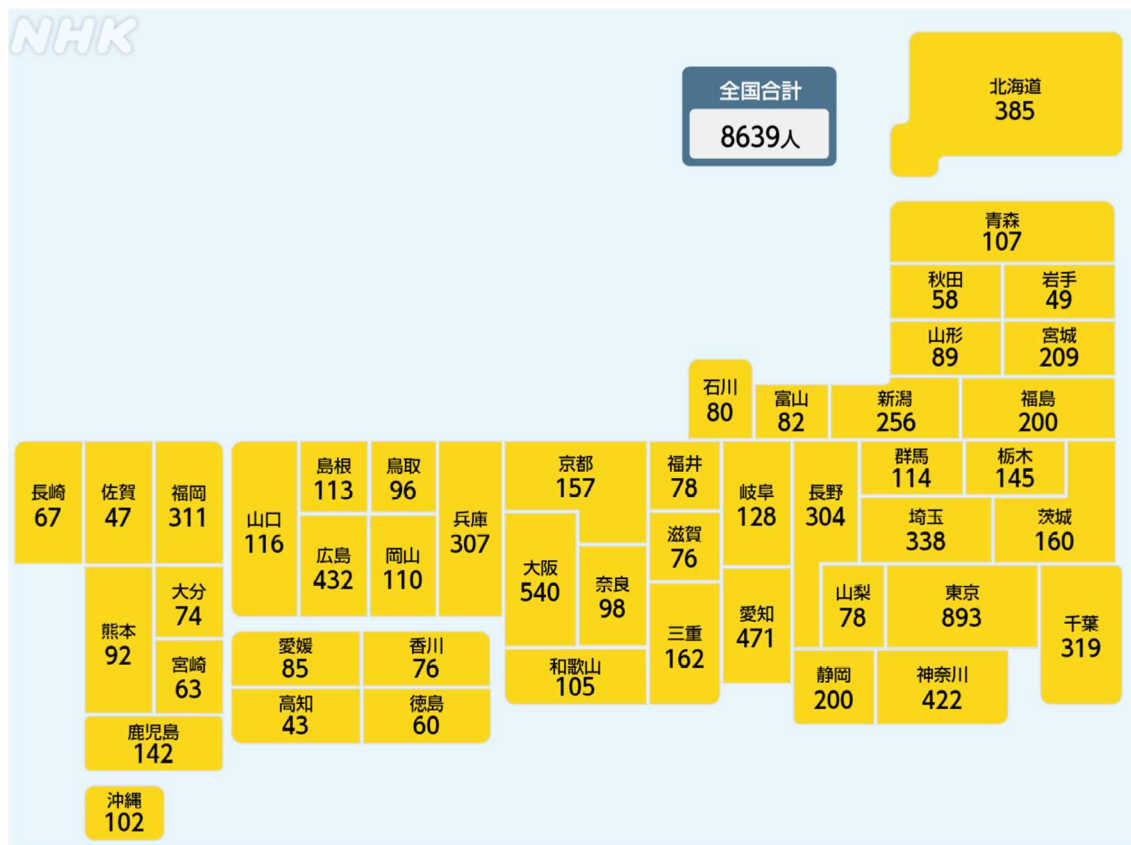 NHK
全国合計
8639人
北海道
385
青森
107
秋田
58
岩手
49
山形
89
宮城
209
石川
80
富山
82
新潟
256
福島
200
長崎
67
佐賀
47
福岡
311
山口
116
島根
113
鳥取
96
兵庫
307
京都
157
福井
78
岐阜
128
長野
304
群馬
114
栃木
145
埼玉
338
茨城
160
広島
432
岡山
110
大阪
540
奈良
98
滋賀
76
熊本
92
大分
74
宮崎
63
愛媛
85
香川
76
高知
43
徳島
60
和歌山
105
三重
162
愛知
471
山梨
78
東京
893
千葉
319
静岡
200
神奈川
422
鹿児島
142
沖縄
102